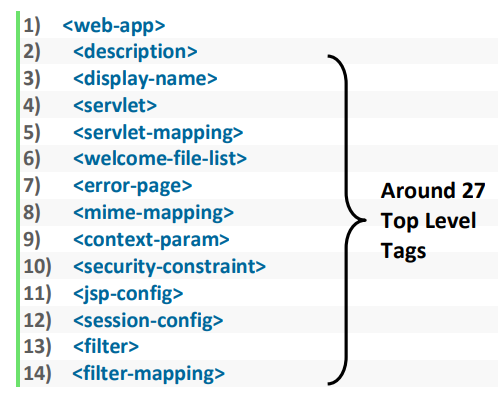 1) <web-app>
2) <description>
3) <display-name>
4) <servlet>
5) <servlet-mapping>
6) <welcome-file-list>
7) <error-page>
8) <mime-mapping>
9) <context-param>
10) <security-constraint>
11) <jsp-config>
12) <session-config>
13) <filter>
14) <filter-mapping>
Around 27
Top Level
Tags